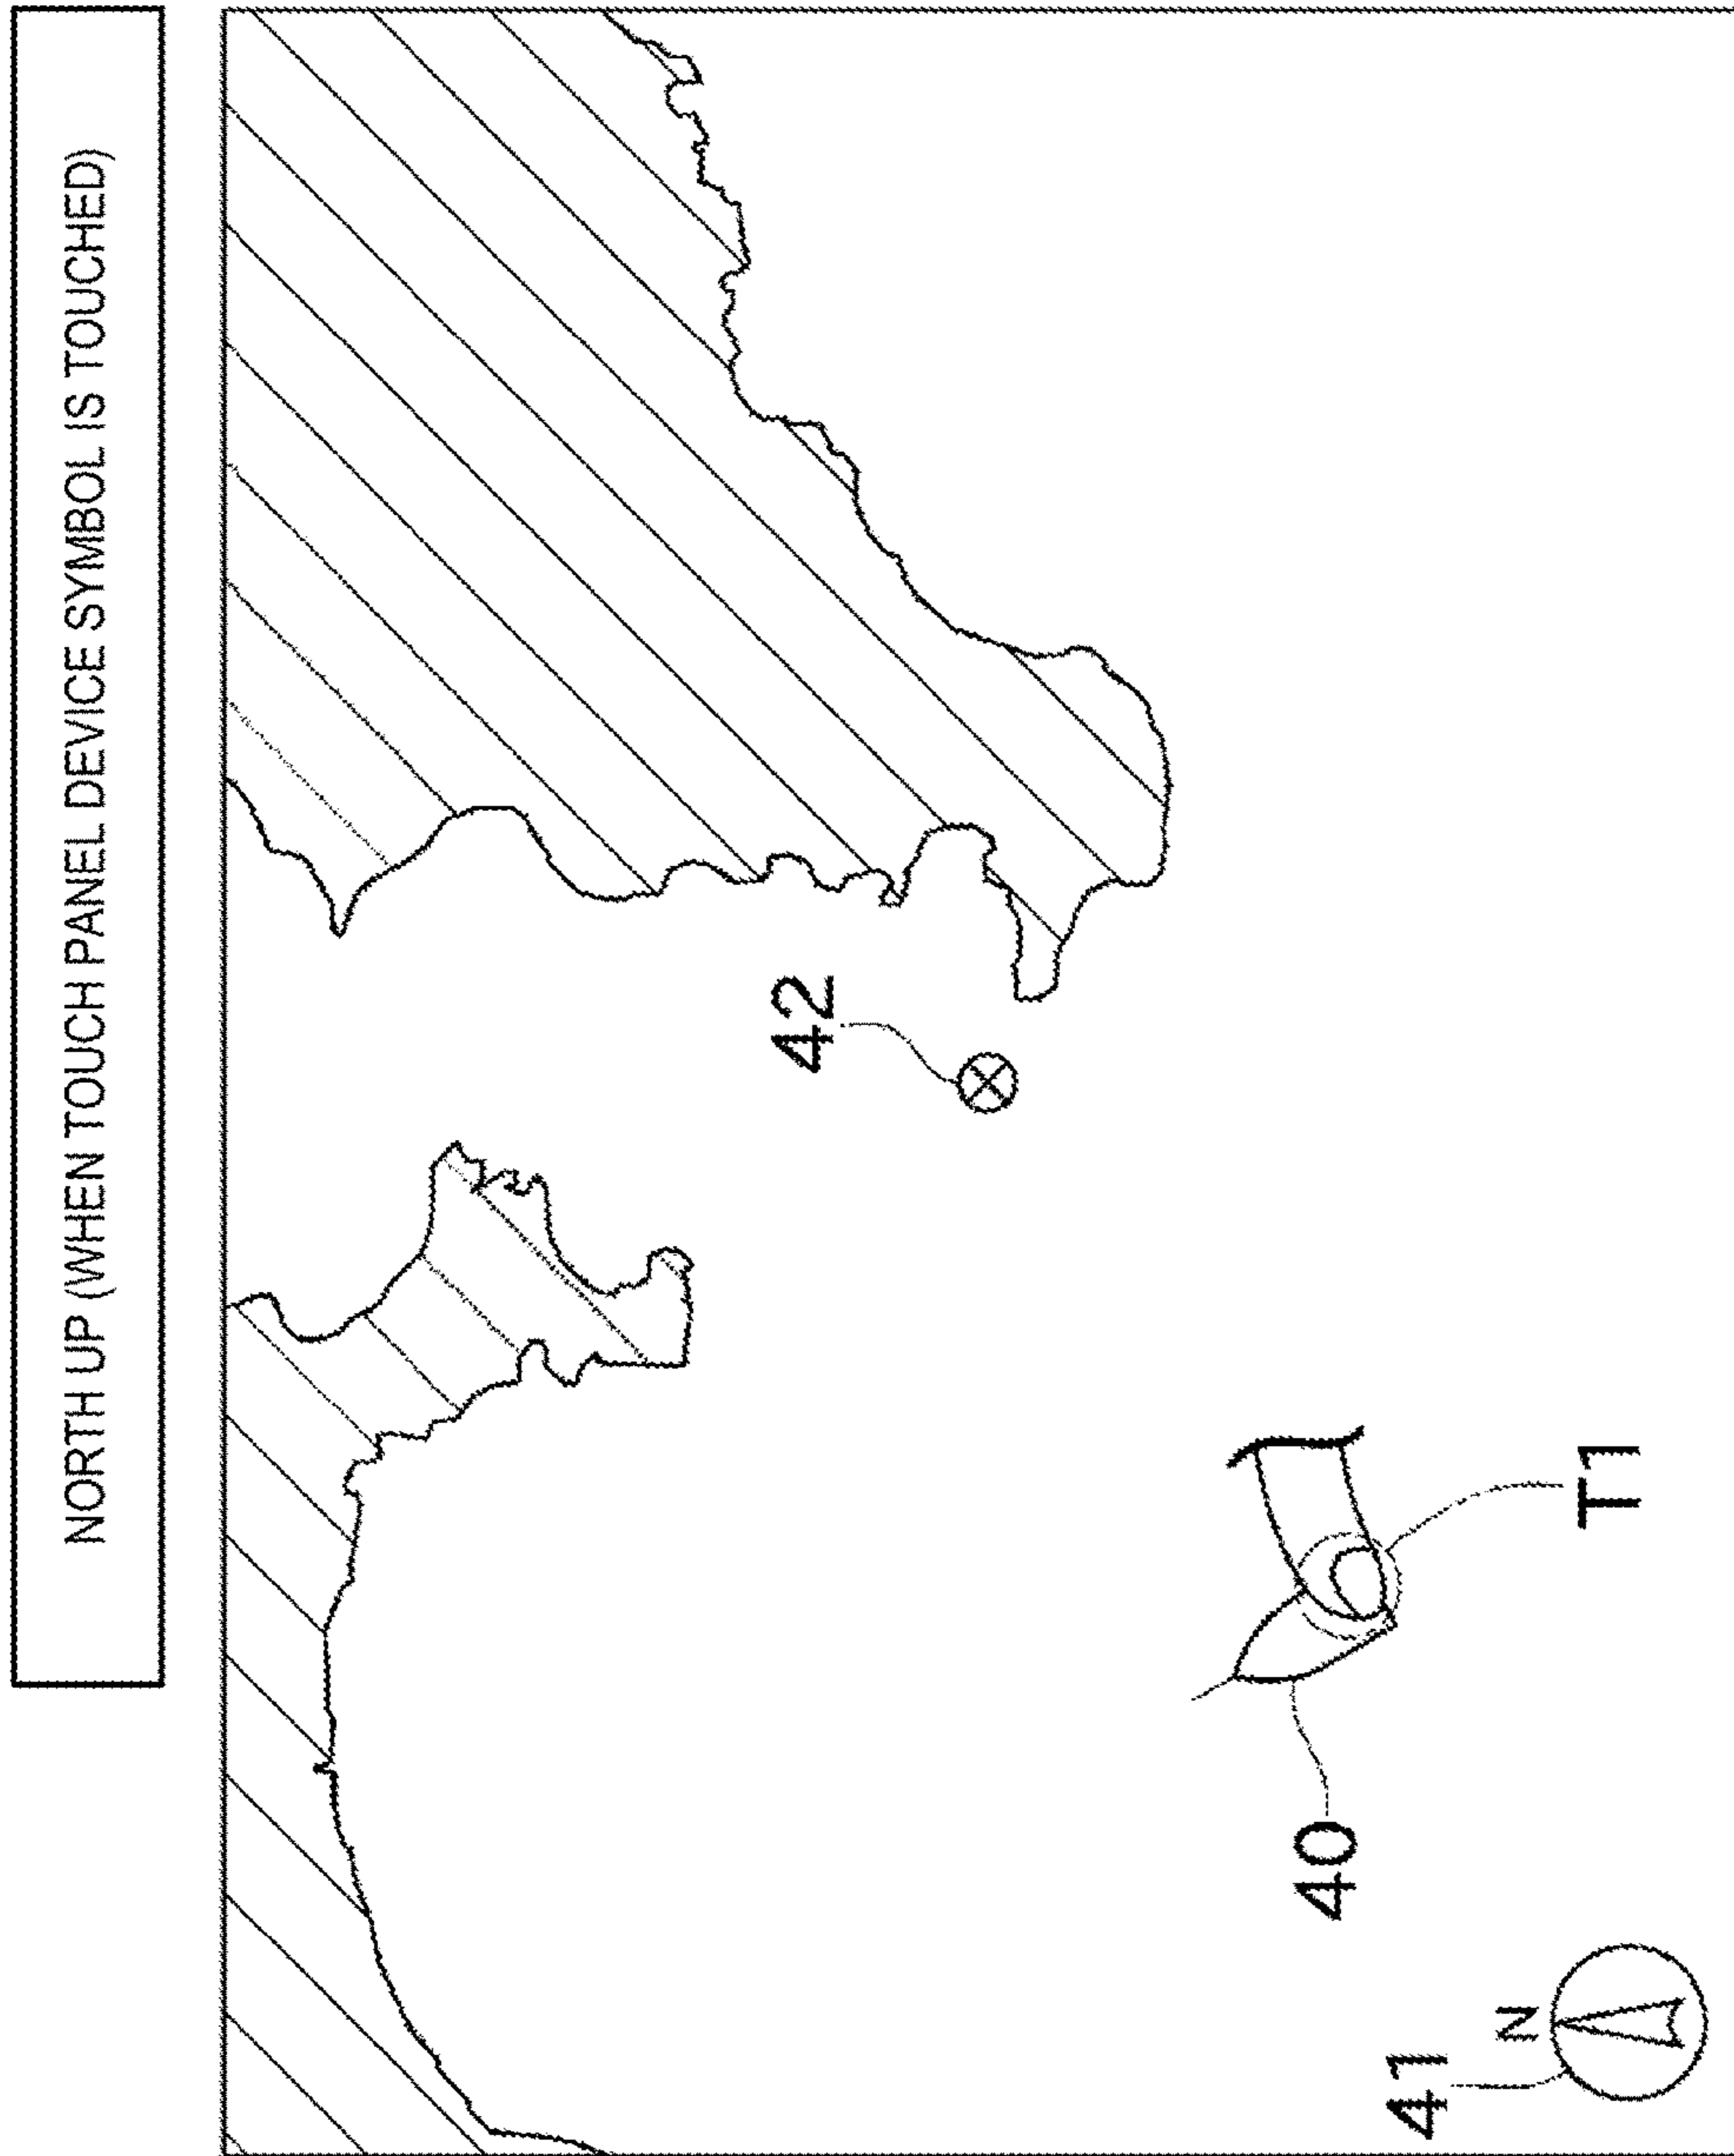 NORTH UP (WHEN TOUCH PANEL DEVICE SYMBOL IS TOUCHED)
42
T1
40
41
N